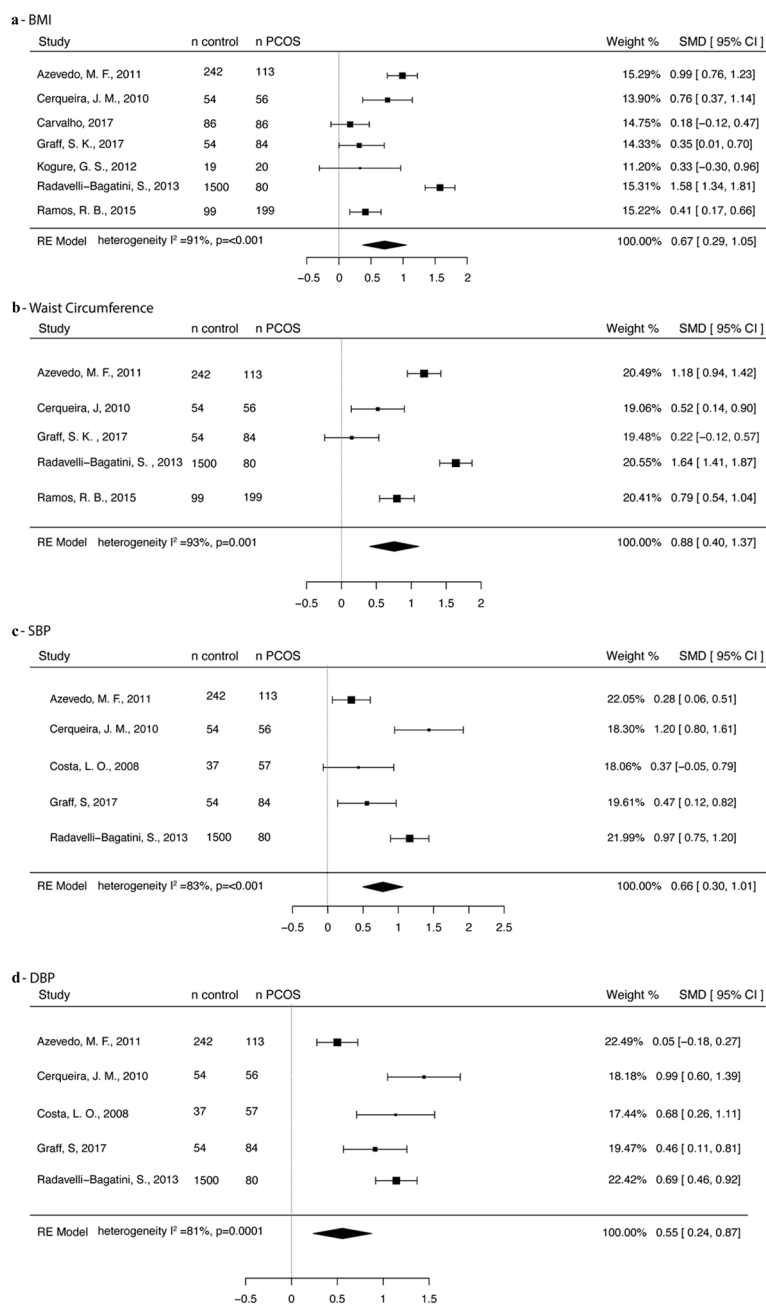 a - BMI
Study n control n PCOS Weight % SMD [ 95% CI ]
Azevedo, M. F., 2011 242 113 15.29% 0.99 [ 0.76, 1.23]
Cerqueira, J. M., 2010 54 56 13.90% 0.76 [ 0.37, 1.14]
Carvalho, 2017 86 86 14.75% 0.18 [−0.12, 0.47]
Graff, S. K., 2017 54 84 14.33% 0.35 [0.01, 0.70]
Kogure, G. S., 2012 19 20 11.20% 0.33 [−0.30, 0.96]
Radavelli−Bagatini, S., 2013 1500 80 15.31% 1.58 [ 1.34, 1.81]
Ramos, R. B., 2015 99 199 15.22% 0.41 [ 0.17, 0.66]
RE Model heterogeneity I² =91%, p=<0.001 100.00% 0.67 [ 0.29, 1.05]
−0.5 0 0.5 1 1.5 2
b - Waist Circumference
Study n control n PCOS Weight % SMD [ 95% CI ]
Azevedo, M. F., 2011 242 113 20.49% 1.18 [ 0.94, 1.42]
Cerqueira, J, 2010 54 56 19.06% 0.52 [ 0.14, 0.90]
Graff, S. K. , 2017 54 84 19.48% 0.22 [−0.12, 0.57]
Radavelli−Bagatini, S. , 2013 1500 80 20.55% 1.64 [ 1.41, 1.87]
Ramos, R. B., 2015 99 199 20.41% 0.79 [ 0.54, 1.04]
RE Model heterogeneity I² =93%, p=0.001 100.00% 0.88 [ 0.40, 1.37]
−0.5 0 0.5 1 1.5 2
c - SBP
Study n control n PCOS Weight % SMD [ 95% CI ]
Azevedo, M. F., 2011 242 113 22.05% 0.28 [ 0.06, 0.51]
Cerqueira, J. M., 2010 54 56 18.30% 1.20 [ 0.80, 1.61]
Costa, L. O., 2008 37 57 18.06% 0.37 [−0.05, 0.79]
Graff, S, 2017 54 84 19.61% 0.47 [ 0.12, 0.82]
Radavelli−Bagatini, S., 2013 1500 80 21.99% 0.97 [ 0.75, 1.20]
RE Model heterogeneity I² =83%, p=<0.001 100.00% 0.66 [ 0.30, 1.01]
−0.5 0 0.5 1 1.5 2 2.5
d - DBP
Study n control n PCOS Weight % SMD [ 95% CI ]
Azevedo, M. F., 2011 242 113 22.49% 0.05 [−0.18, 0.27]
Cerqueira, J. M., 2010 54 56 18.18% 0.99 [ 0.60, 1.39]
Costa, L. O., 2008 37 57 17.44% 0.68 [ 0.26, 1.11]
Graff, S, 2017 54 84 19.47% 0.46 [ 0.11, 0.81]
Radavelli−Bagatini, S., 2013 1500 80 22.42% 0.69 [ 0.46, 0.92]
RE Model heterogeneity I² =81%, p=0.0001 100.00% 0.55 [ 0.24, 0.87]
−0.5 0 0.5 1 1.5